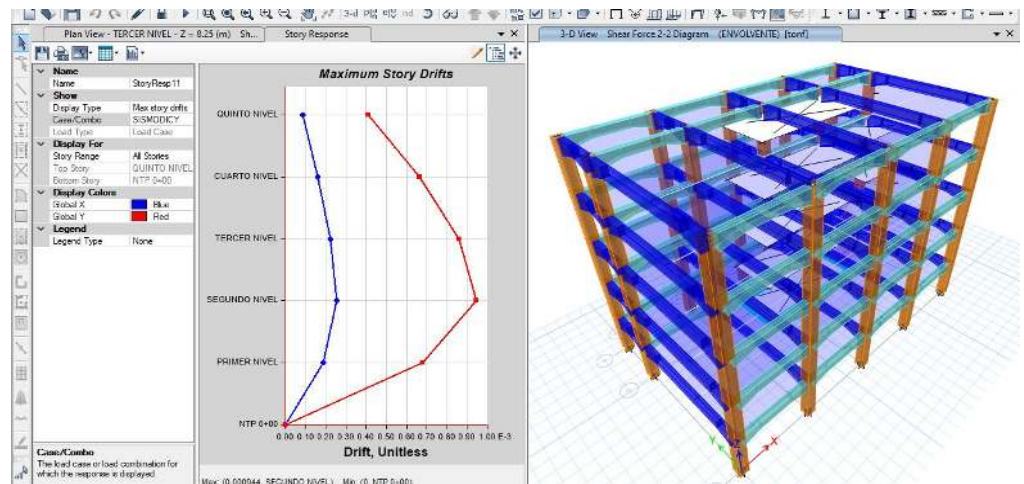 Plan View - TERCER NIVEL - Z = 8.25 (m) Sh...
Story Response
3-D View Shear Force 2-2 Diagram (ENVOLVENTE) [tonf]
Name
Name StoryResp11
Show
Display Type Max story drifts
Case/Combo SISMODICY
Load Type Load Case
Display For
Story Range All Stories
Top Story QUINTO NIVEL
Bottom Story NTP 0+00
Display Colors
Global X Blue
Global Y Red
Legend
Legend Type None
Case/Combo
The load case or load combination for
which the response is displayed
Maximum Story Drifts
QUINTO NIVEL
CUARTO NIVEL
TERCER NIVEL
SEGUNDO NIVEL
PRIMER NIVEL
NTP 0+00
0.00 0.10 0.20 0.30 0.40 0.50 0.60 0.70 0.80 0.90 1.00 E-3
Drift, Unitless
Max: (0.000944, SEGUNDO NIVEL) Min: (0, NTP 0+00)
3-d
nd
Y
Z
X